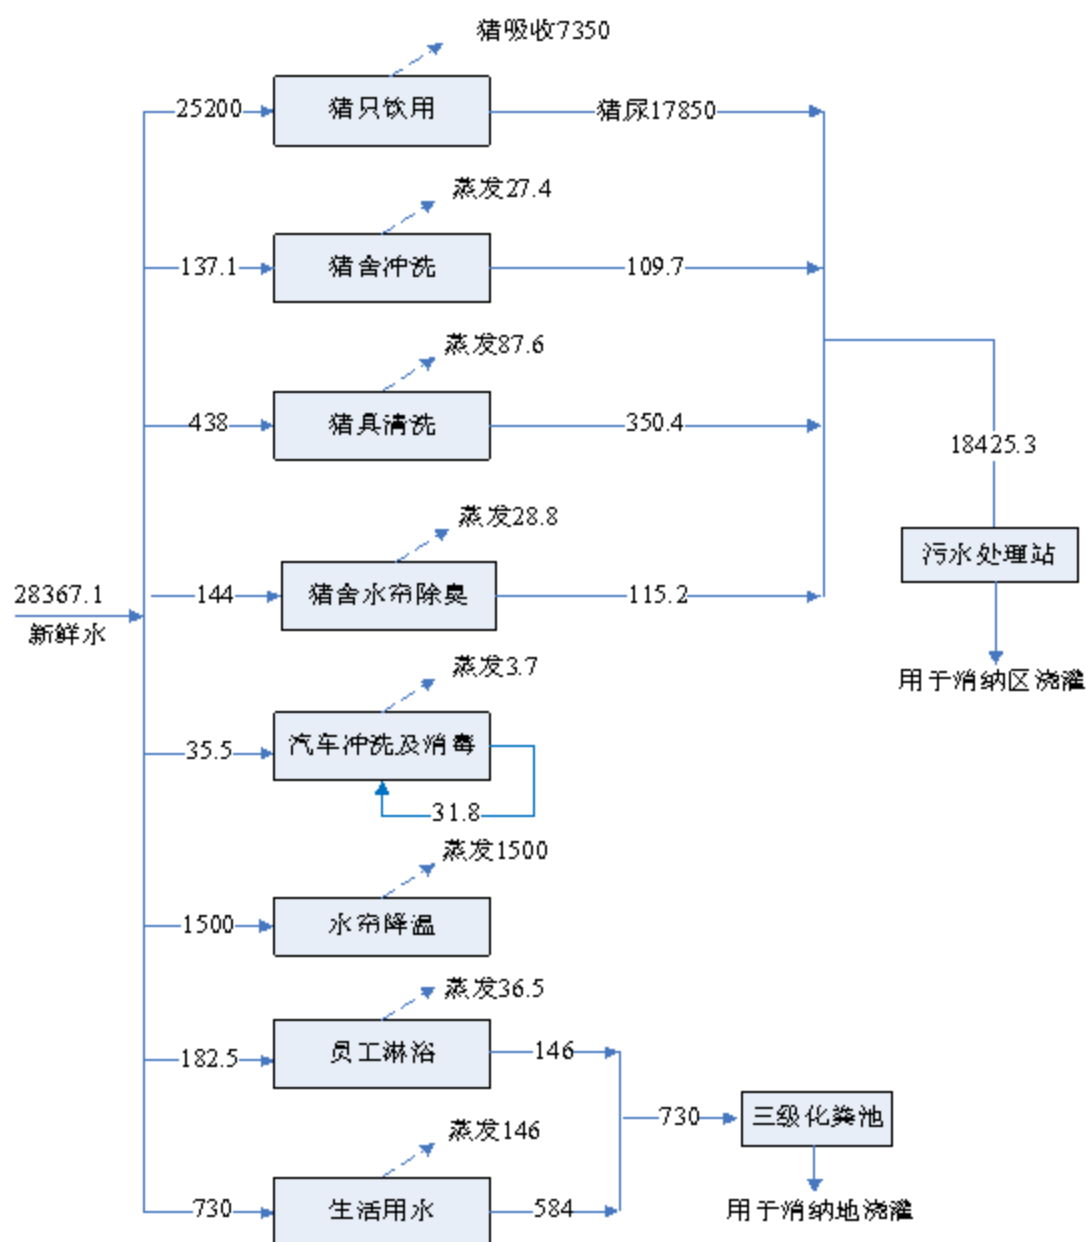 猪吸收7350
25200
猪只饮用
猪尿17850
蒸发27.4
137.1
猪舍冲洗
109.7
蒸发87.6
438
猪具清洗
350.4
18425.3
蒸发28.8
污水处理站
28367.1
新鲜水
144
猪舍水帘除臭
115.2
用于消纳区浇灌
蒸发3.7
35.5
汽车冲洗及消毒
31.8
蒸发1500
1500
水帘降温
蒸发36.5
182.5
员工淋浴
146
730
三级化粪池
蒸发146
730
生活用水
584
用于消纳地浇灌